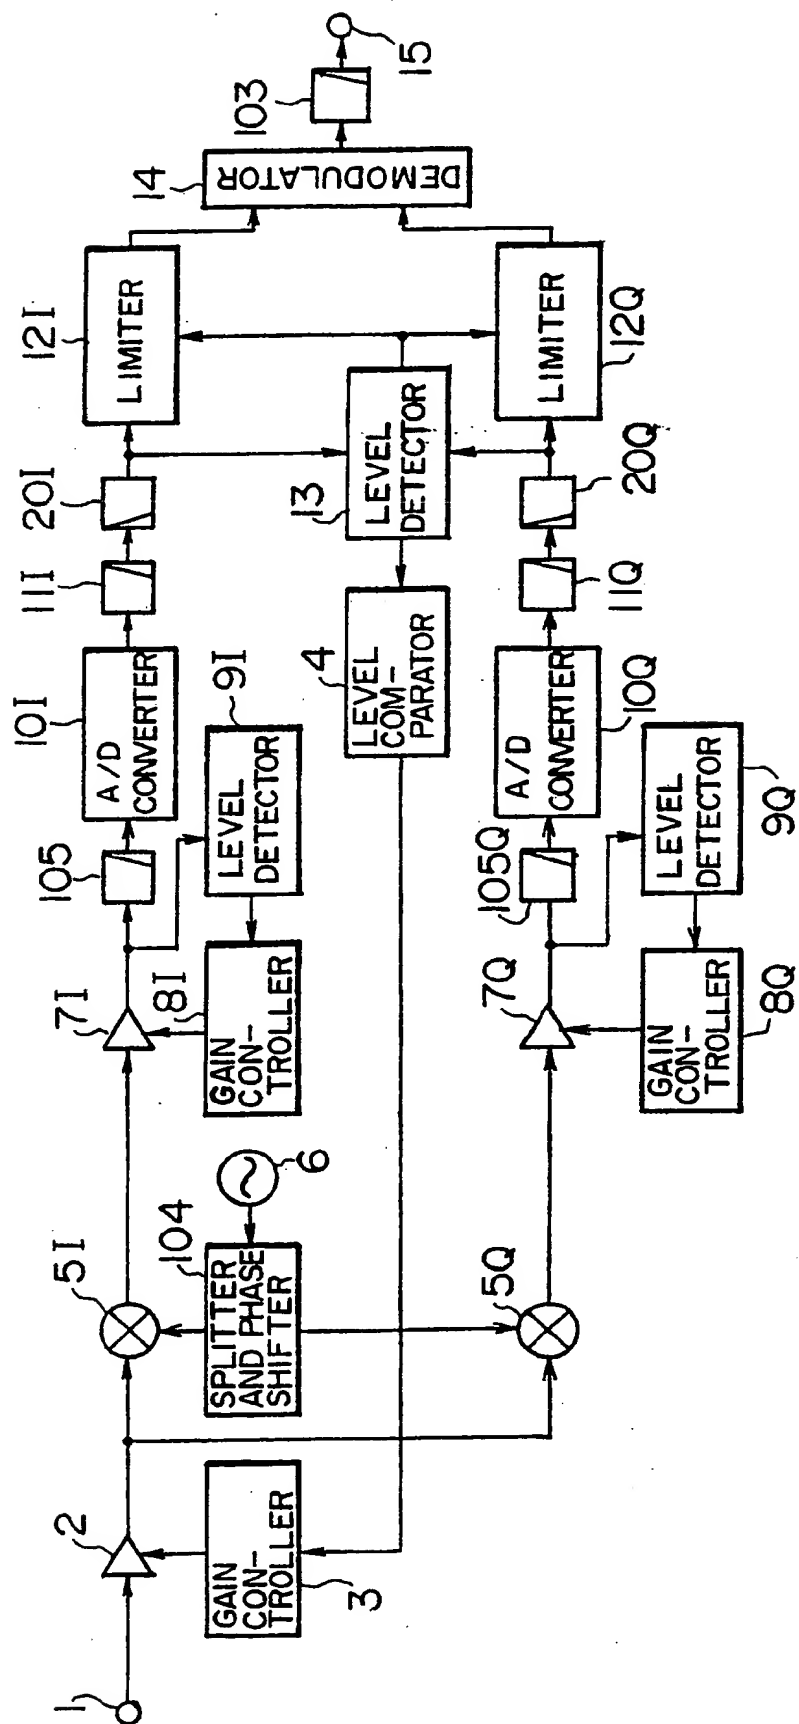 1
2
GAIN
CON-
TROLLER
3
5I
104
SPLITTER
AND PHASE
SHIFTER
6
5Q
7I
8I
GAIN
CON-
TROLLER
LEVEL
DETECTOR
9I
105
10I
A/D
CONVERTER
11I
20I
12I
LIMITER
4
LEVEL
COM-
PARATOR
13
LEVEL
DETECTOR
7Q
GAIN
CON-
TROLLER
8Q
LEVEL
DETECTOR
9Q
105Q
A/D
CONVERTER
10Q
11Q
20Q
LIMITER
12Q
14
DEMODULATOR
103
15